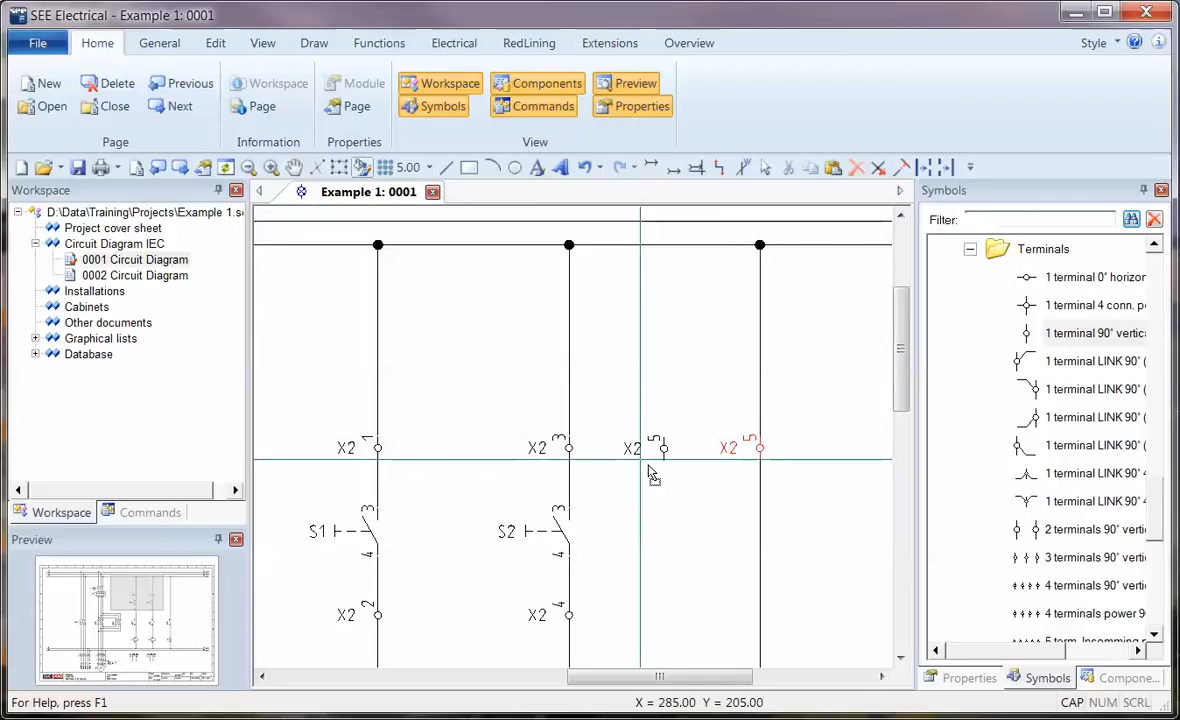 SEE Electrical - Example 1: 0001
File Home General Edit View Draw Functions Electrical RedLining Extensions Overview Style
New Delete Previous Workspace Module Workspace Components Preview
Open Close Next Page Page Symbols Commands Properties
Page Information Properties View
5.00
Workspace
Example 1: 0001
Symbols
D:\Data\Training\Projects\Example 1.se
Project cover sheet
Circuit Diagram IEC
0001 Circuit Diagram
0002 Circuit Diagram
Installations
Cabinets
Other documents
Graphical lists
Database
Workspace Commands
Preview
X2 1
X2 3
X2 5
X2 5
S1 3 4
S2 3 4
X2 2
X2 4
Filter:
Terminals
1 terminal 0° horizon
1 terminal 4 conn. po
1 terminal 90° vertica
1 terminal LINK 90° (
1 terminal LINK 90° (
1 terminal LINK 90° (
1 terminal LINK 90° (
1 terminal LINK 90° 4
1 terminal LINK 90° 4
2 terminals 90° verti
3 terminals 90° verti
4 terminals 90° verti
4 terminals power 9
5 term. Incomming
Properties Symbols Compone...
For Help, press F1
X = 285.00 Y = 205.00
CAP NUM SCRL